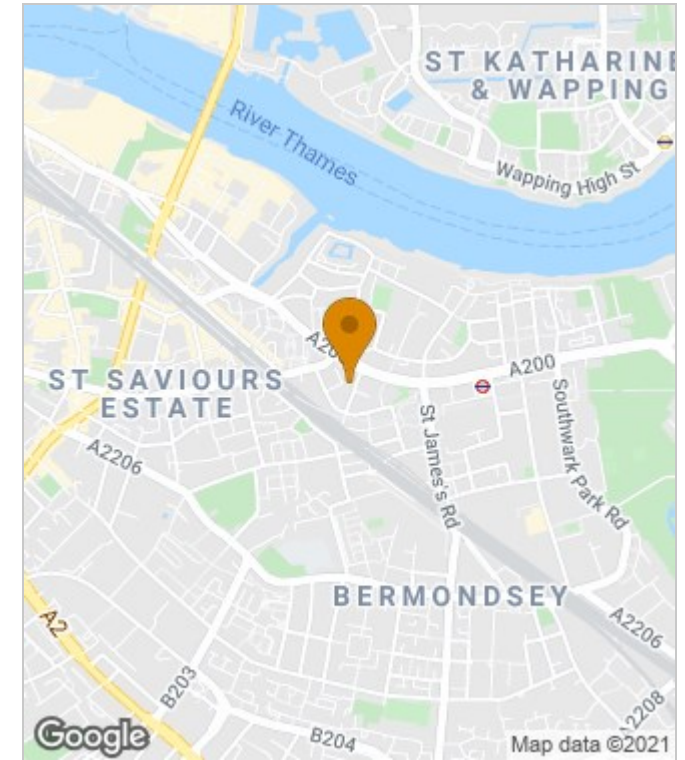 ST KATHARINE
& WAPPING
River Thames
Wapping High St
A200
ST SAVIOURS
ESTATE
St James's Rd
Southwark Park Rd
A2206
BERMONDSEY
A2
B203
A2206
A2208
B204
Google
Map data ©2021